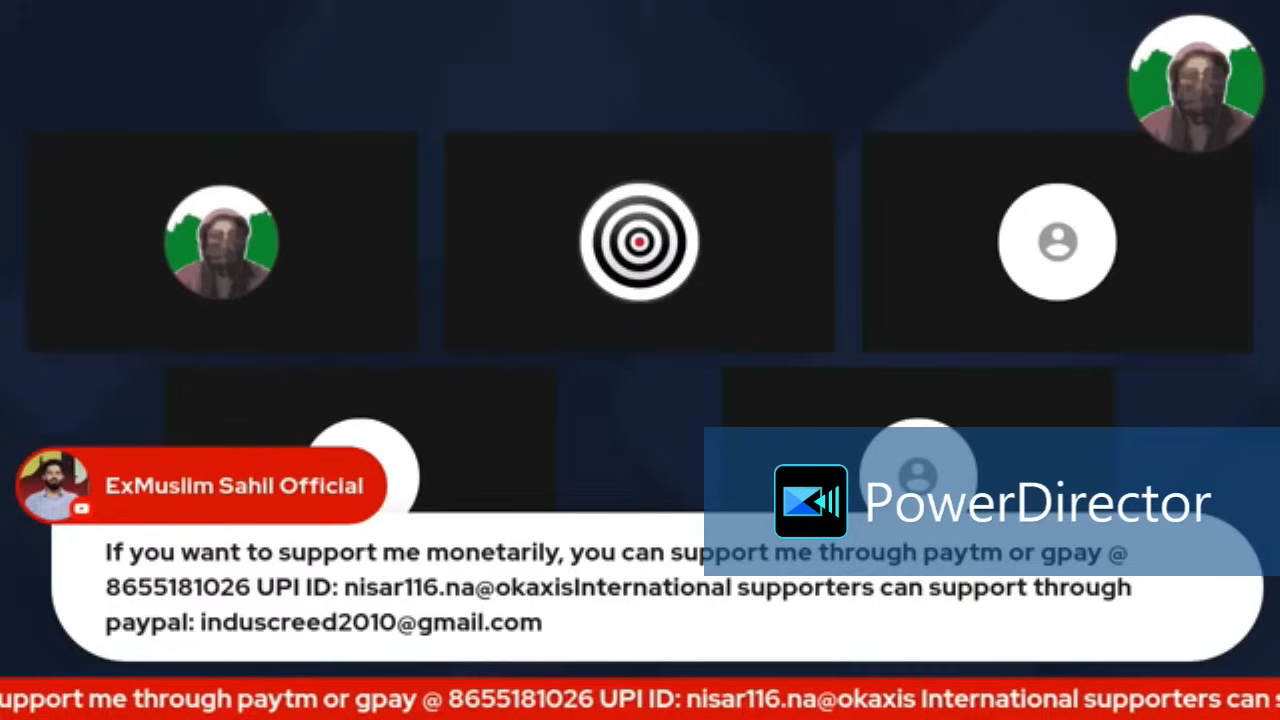 ExMuslim Sahil Official
PowerDirector
If you want to support me monetarily, you can support me through paytm or gpay @
8655181026 UPI ID: nisar116.na@okaxisInternational supporters can support through
paypal: induscreed2010@gmail.com
upport me through paytm or gpay @ 8655181026 UPI ID: nisar116.na@okaxis International supporters can s